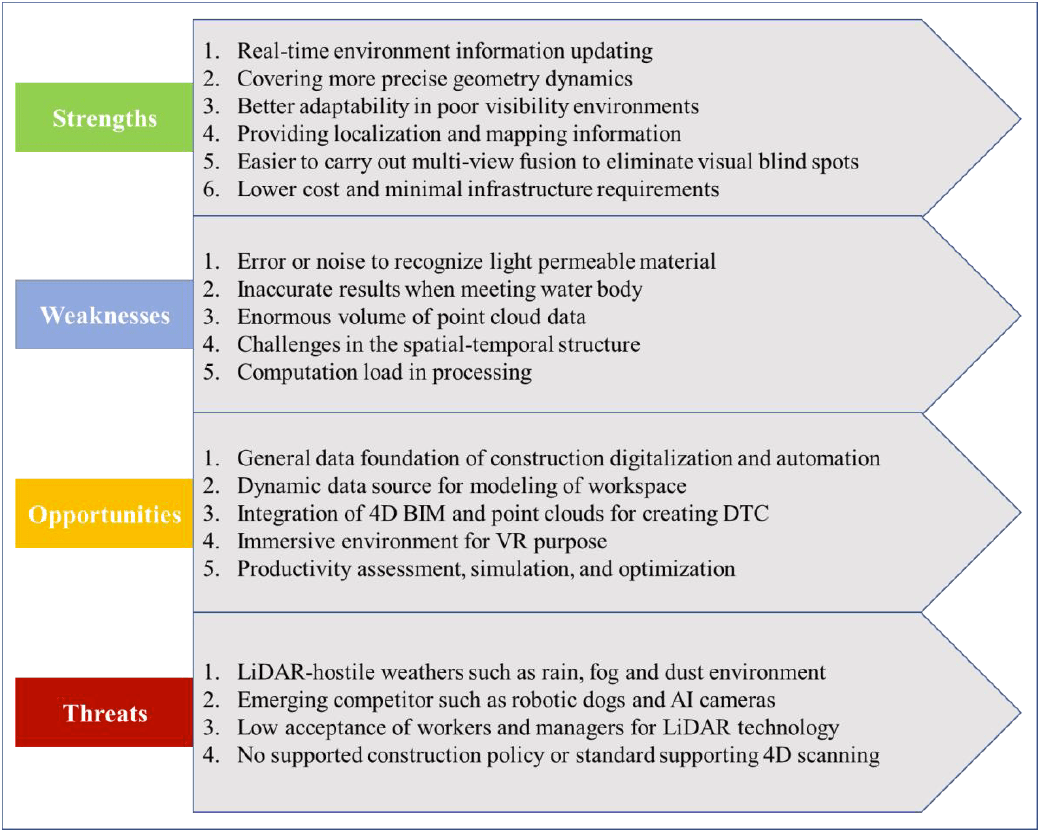 Strengths
1. Real-time environment information updating
2. Covering more precise geometry dynamics
3. Better adaptability in poor visibility environments
4. Providing localization and mapping information
5. Easier to carry out multi-view fusion to eliminate visual blind spots
6. Lower cost and minimal infrastructure requirements
Weaknesses
1. Error or noise to recognize light permeable material
2. Inaccurate results when meeting water body
3. Enormous volume of point cloud data
4. Challenges in the spatial-temporal structure
5. Computation load in processing
Opportunities
1. General data foundation of construction digitalization and automation
2. Dynamic data source for modeling of workspace
3. Integration of 4D BIM and point clouds for creating DTC
4. Immersive environment for VR purpose
5. Productivity assessment, simulation, and optimization
Threats
1. LiDAR-hostile weathers such as rain, fog and dust environment
2. Emerging competitor such as robotic dogs and AI cameras
3. Low acceptance of workers and managers for LiDAR technology
4. No supported construction policy or standard supporting 4D scanning